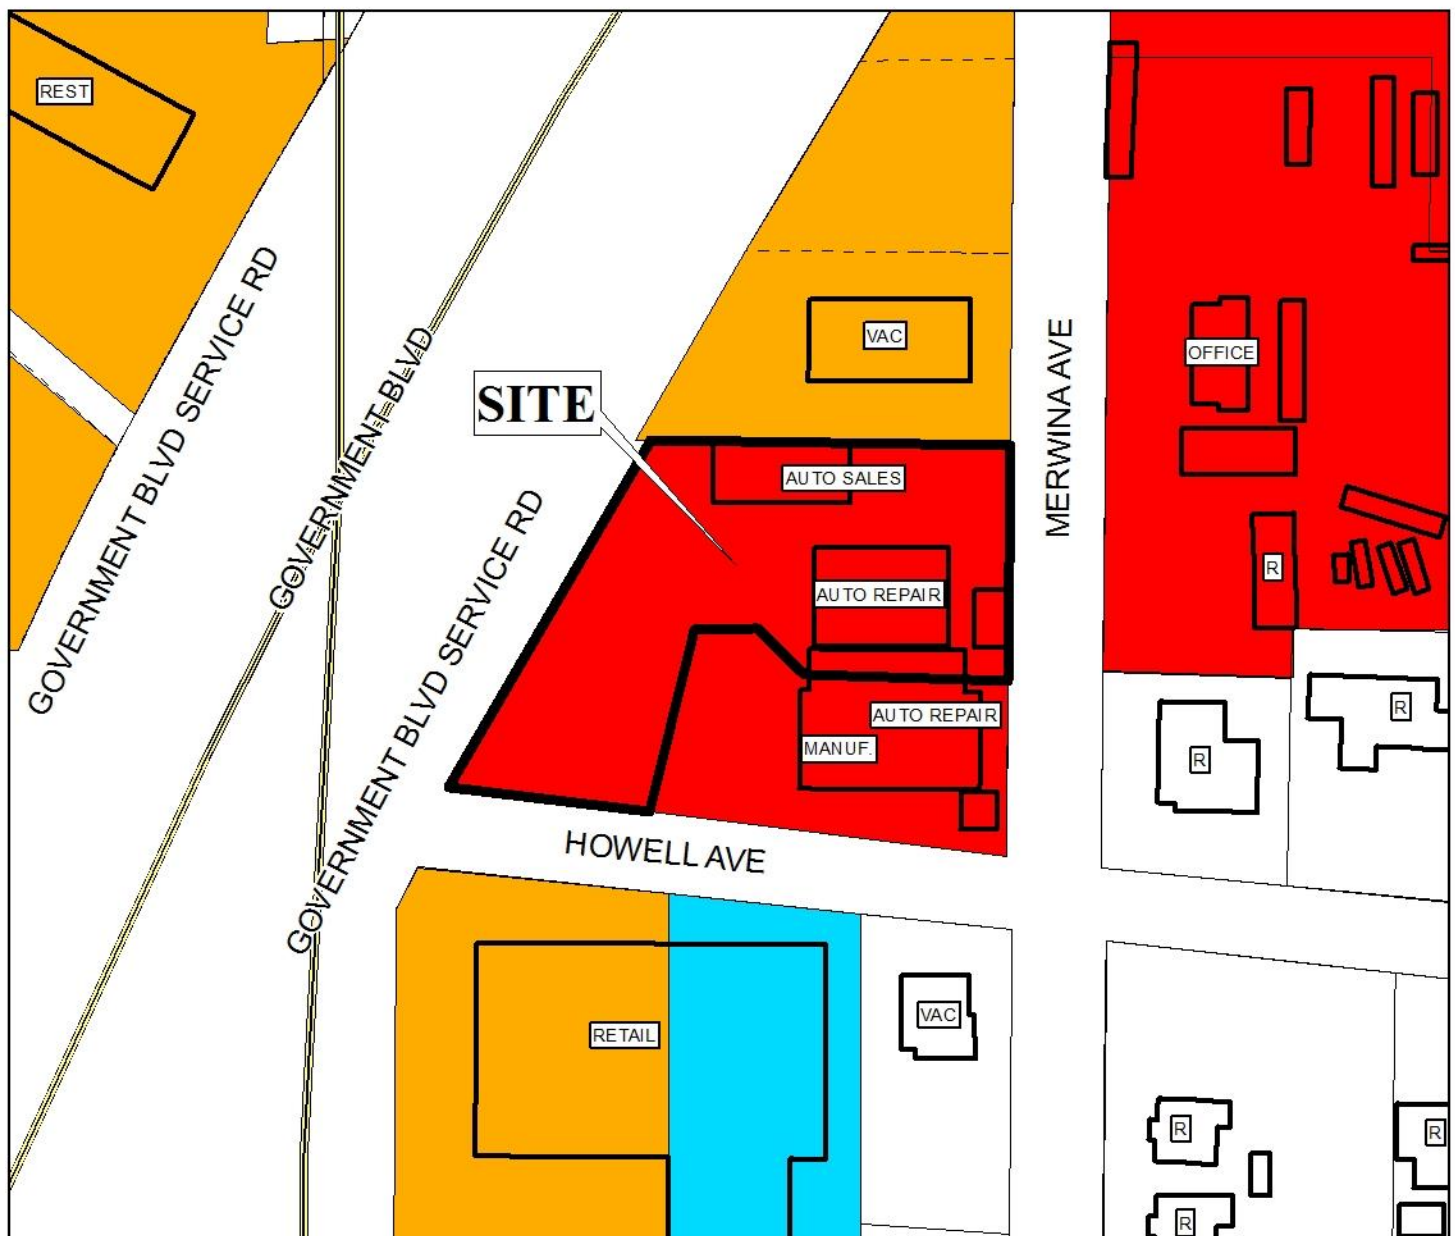 REST
GOVERNMENT BLVD SERVICE RD
GOVERNMENT BLVD
VAC
SITE
MERWINA AVE
OFFICE
AUTO SALES
GOVERNMENT BLVD SERVICE RD
AUTO REPAIR
R
AUTO REPAIR
MANUF.
R
R
HOWELL AVE
RETAIL
VAC
R
R
R